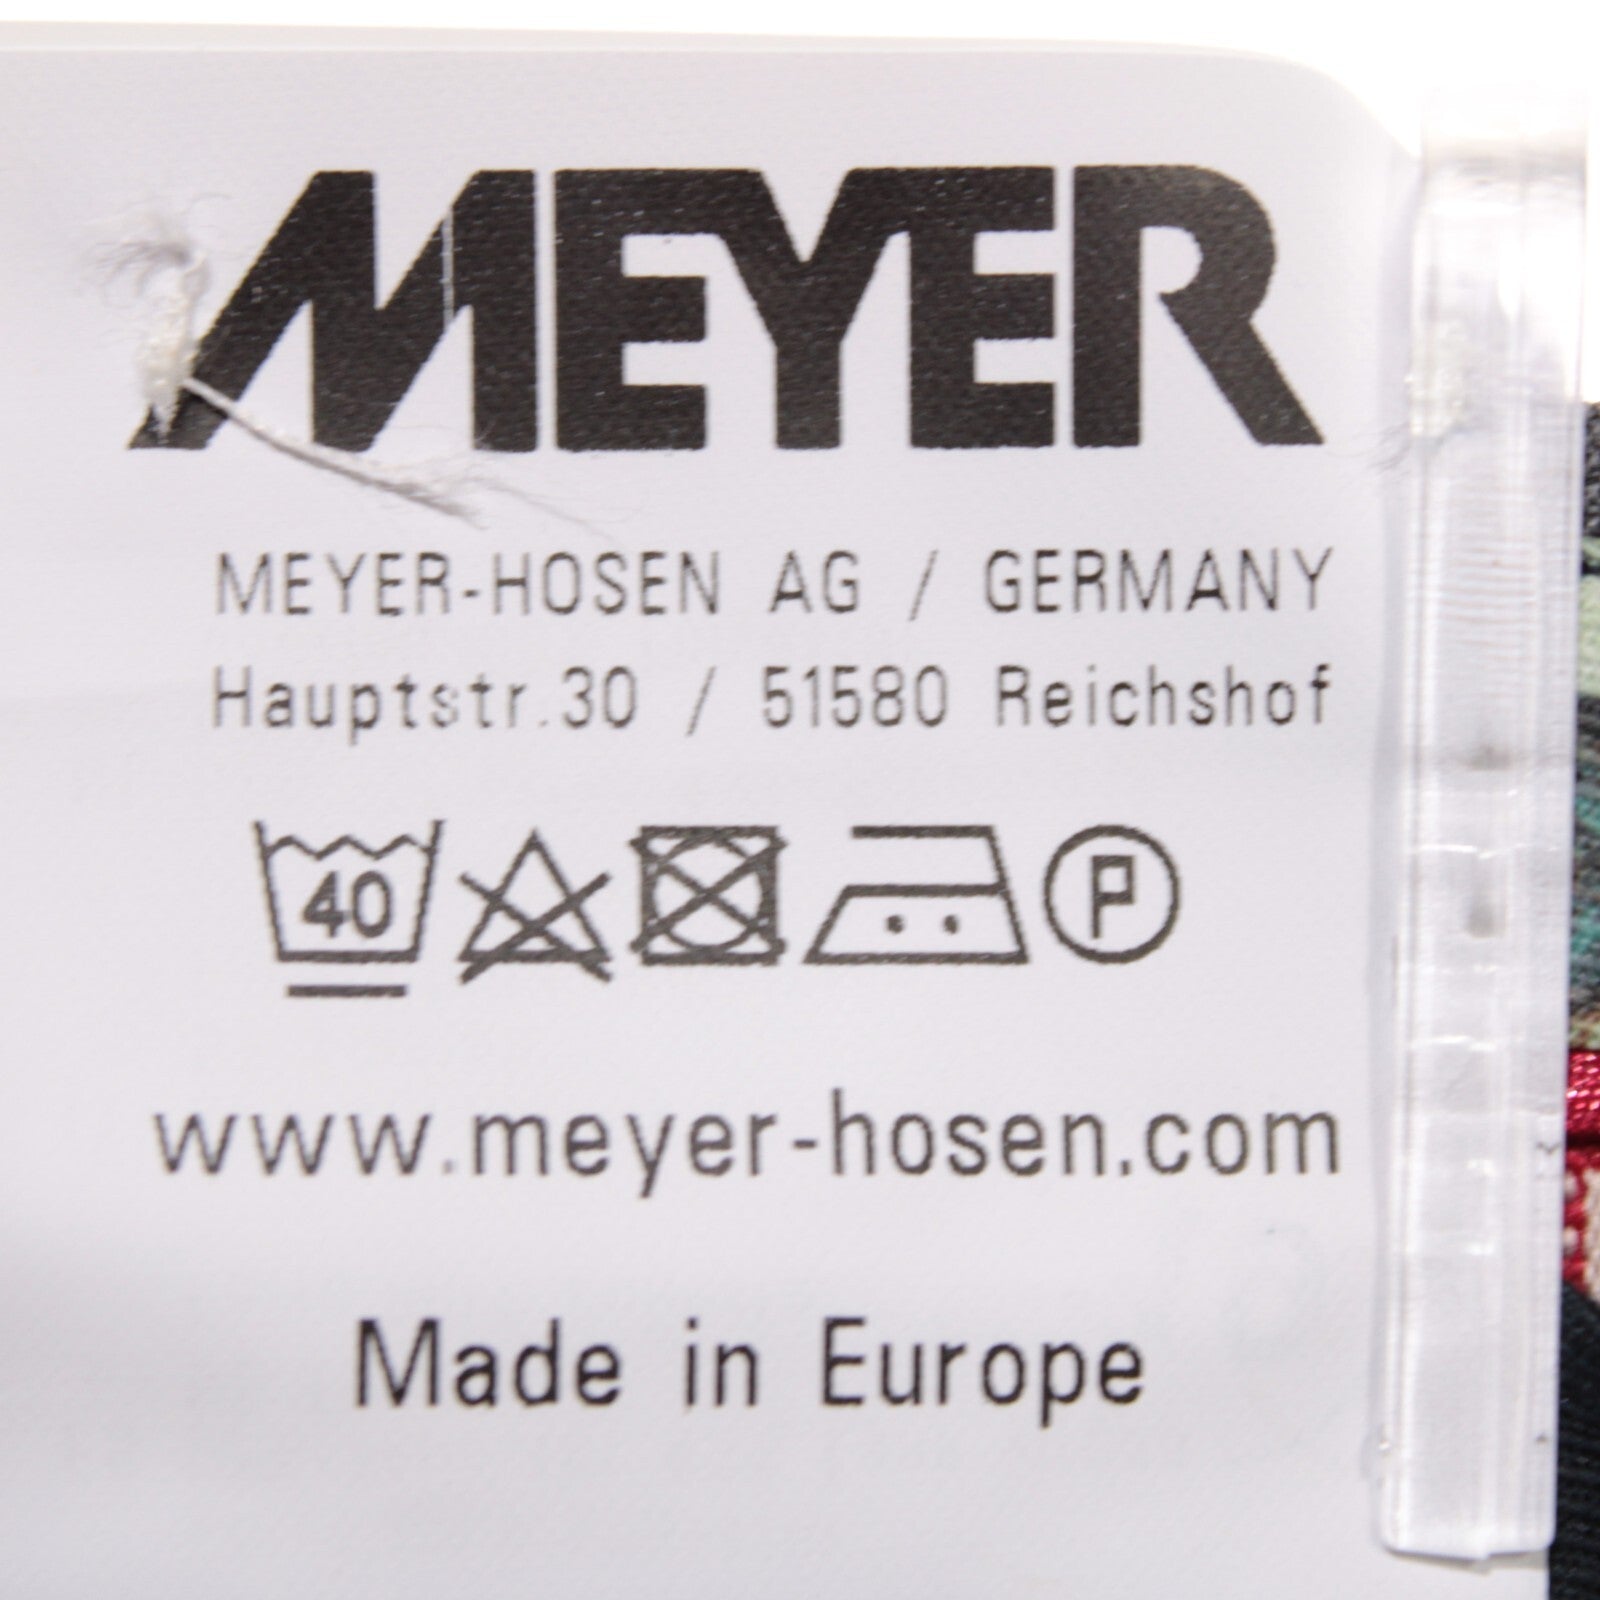 MEYER
MEYER-HOSEN AG / GERMANY
Hauptstr.30 / 51580 Reichshof
40 P
www.meyer-hosen.com
Made in Europe